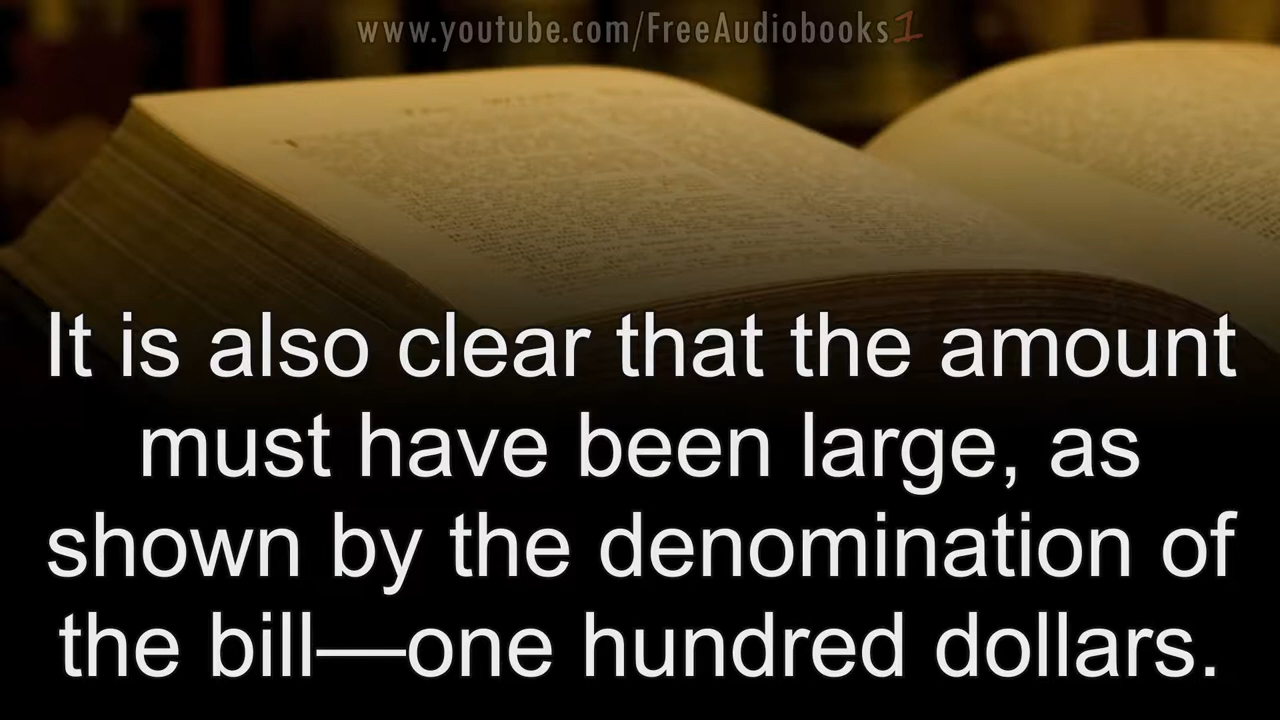 www.youtube.com/FreeAudiobooks1
It is also clear that the amount
must have been large, as
shown by the denomination of
the bill—one hundred dollars.